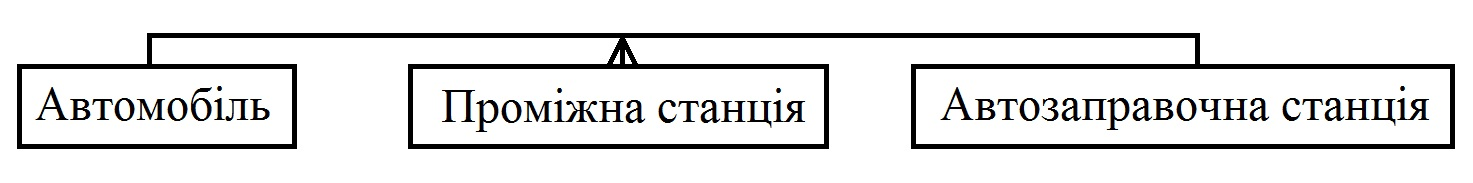 Автомобіль
Проміжна станція
Автозаправочна станція